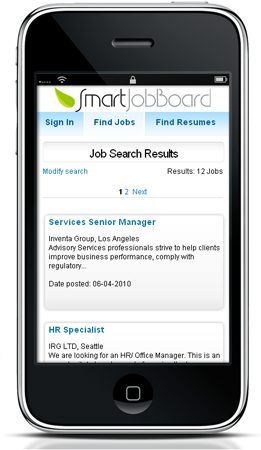 SmartJobBoard
Sign In Find Jobs Find Resumes
Job Search Results
Modify search Results: 12 Jobs
1 2 Next
Services Senior Manager
Inventa Group, Los Angeles
Advisory Services professionals strive to help clients
improve business performance, comply with
regulatory...
Date posted: 06-04-2010
HR Specialist
IRG LTD, Seattle
We are looking for an HR/ Office Manager. This is an